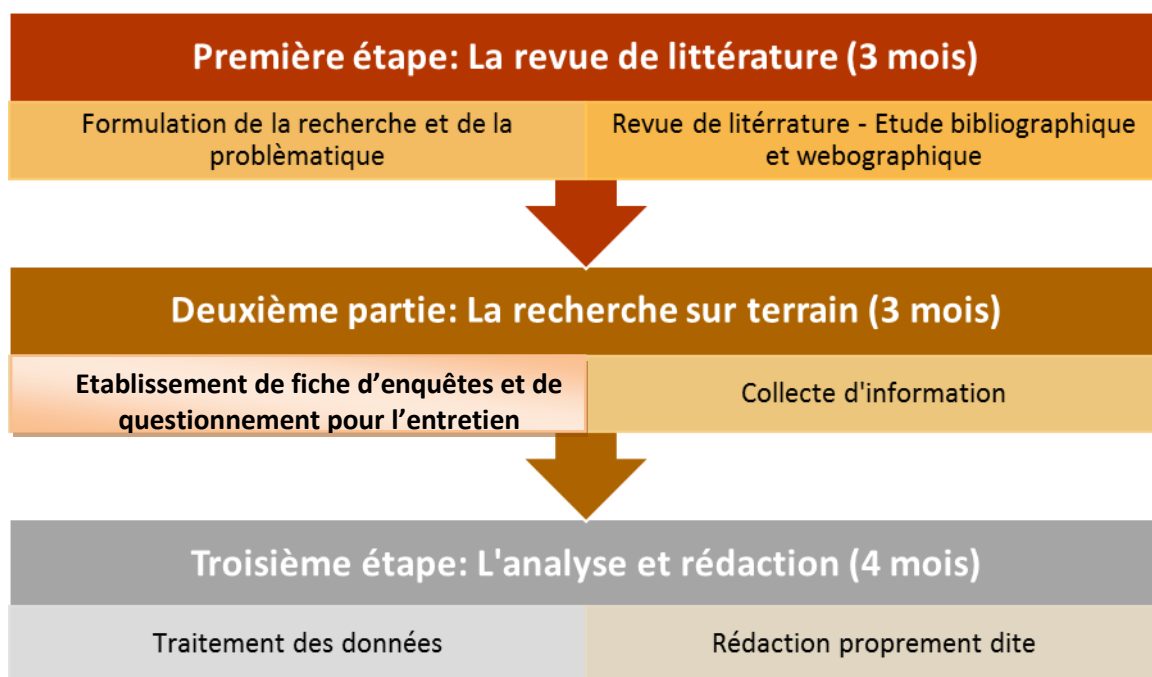 Première étape: La revue de littérature (3 mois)
Formulation de la recherche et de la
problèmatique
Revue de litérrature - Etude bibliographique
et webographique
Deuxième partie: La recherche sur terrain (3 mois)
Etablissement de fiche d’enquêtes et de
questionnement pour l’entretien
Collecte d'information
Troisième étape: L'analyse et rédaction (4 mois)
Traitement des données
Rédaction proprement dite